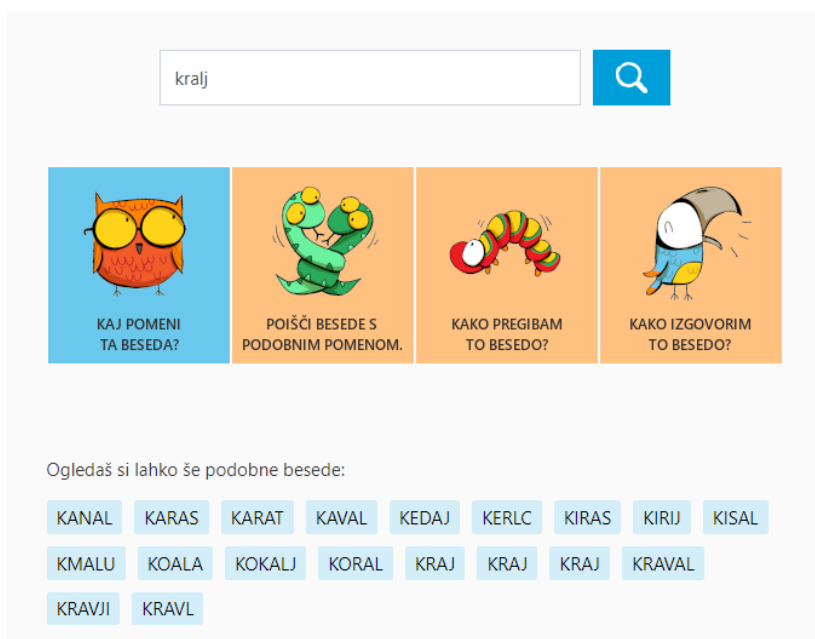 kralj
KAJ POMENI
TA BESEDA?
POIŠČI BESEDE S
PODOBNIM POMENOM.
KAKO PREGIBAM
TO BESEDO?
KAKO IZGOVORIM
TO BESEDO?
Ogledaš si lahko še podobne besede:
KANAL KARAS KARAT KAVAL KEDAJ KERLC KIRAS KIRIJ KISAL
KMALU KOALA KOKALJ KORAL KRAJ KRAJ KRAJ KRAVAL
KRAVJI KRAVL